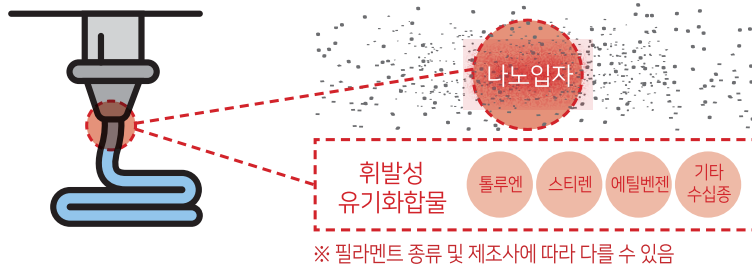 나노입자
휘발성
유기화합물
톨루엔
스티렌
에틸벤젠
기타
수십종
※ 필라멘트 종류 및 제조사에 따라 다를 수 있음